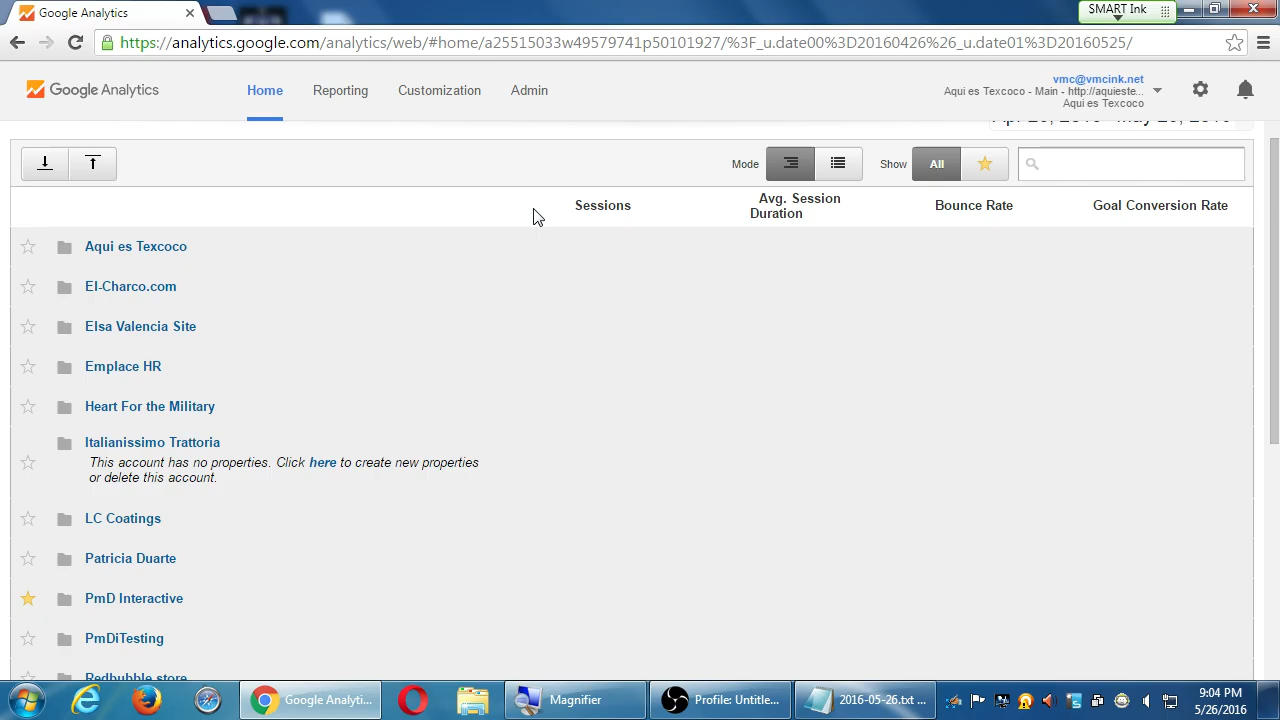 Google Analytics
SMART Ink
https://analytics.google.com/analytics/web/#home/a25515033w49579741p50101927/%3F_u.date00%3D20160426%26_u.date01%3D20160525/
Google Analytics
Home
Reporting
Customization
Admin
vmc@vmcink.net
Aqui es Texcoco - Main - http://aquieste...
Aqui es Texcoco
Mode
Show
All
Sessions
Avg. Session
Duration
Bounce Rate
Goal Conversion Rate
Aqui es Texcoco
El-Charco.com
Elsa Valencia Site
Emplace HR
Heart For the Military
Italianissimo Trattoria
This account has no properties. Click here to create new properties
or delete this account.
LC Coatings
Patricia Duarte
PmD Interactive
PmDiTesting
Redbubble store
Google Analyti...
Magnifier
Profile: Untitle...
2016-05-26.txt ...
9:04 PM
5/26/2016